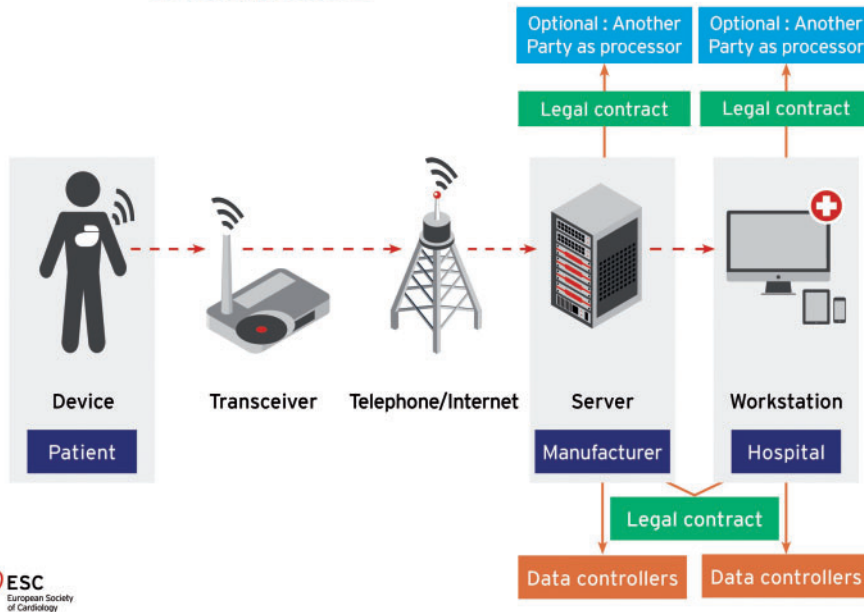 Optional : Another
Party as processor
Optional : Another
Party as processor
Legal contract
Legal contract
Device
Transceiver
Telephone/Internet
Server
Workstation
Patient
Manufacturer
Hospital
Legal contract
Data controllers
Data controllers
ESC
European Society
of Cardiology